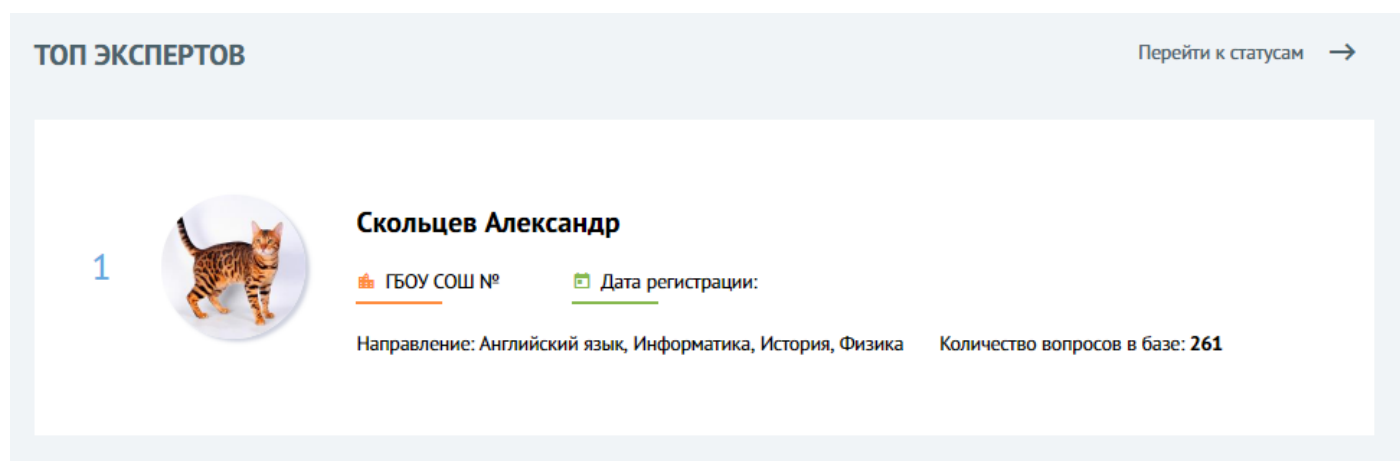 ТОП ЭКСПЕРТОВ
Перейти к статусам →
1
Скольцев Александр
ГБОУ СОШ №
Дата регистрации:
Направление: Английский язык, Информатика, История, Физика
Количество вопросов в базе: 261